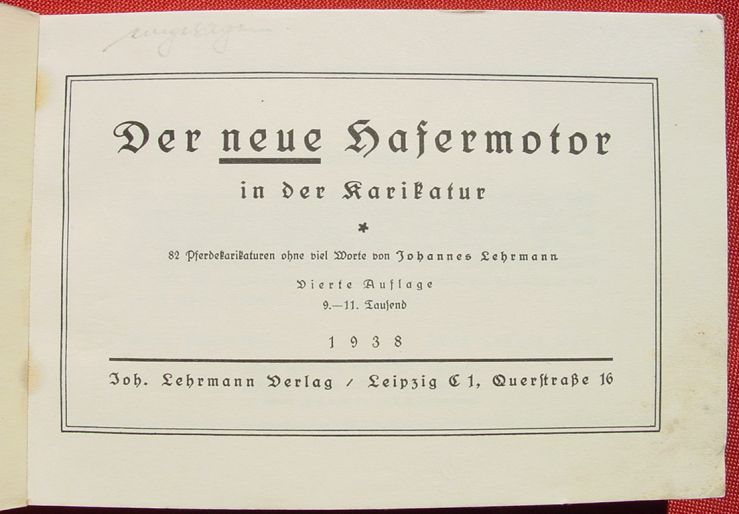 Der neue Hafermotor
in der Karikatur
*
82 Pferdekarikaturen ohne viel Worte von Johannes Lehrmann
Vierte Auflage
9.—11. Tausend
1938
Joh. Lehrmann Verlag / Leipzig C 1, Querstraße 16